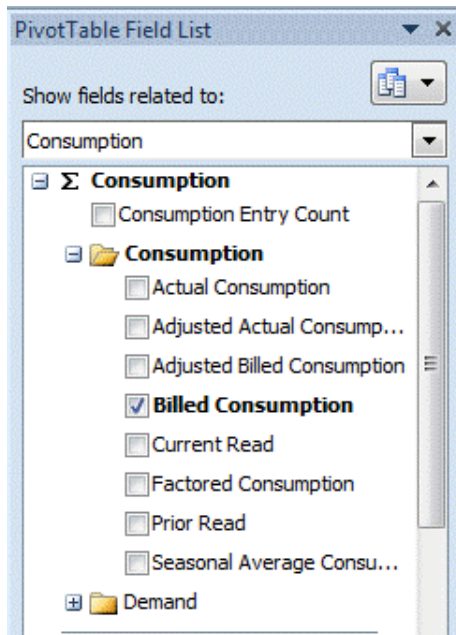 PivotTable Field List
Show fields related to:
Consumption
Σ Consumption
Consumption Entry Count
Consumption
Actual Consumption
Adjusted Actual Consump...
Adjusted Billed Consumption
Billed Consumption
Current Read
Factored Consumption
Prior Read
Seasonal Average Consu...
Demand